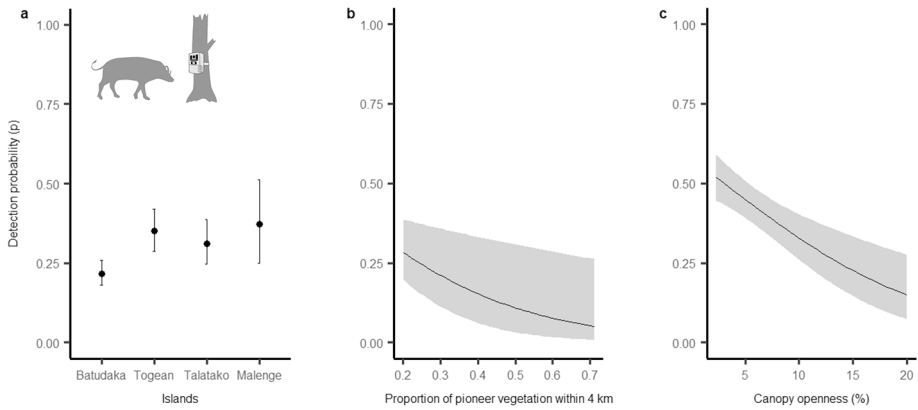 a
1.00
0.75
0.50
0.25
0.00
Detection probability (p)
Batudaka Togean Talatako Malenge
Islands
b
1.00
0.75
0.50
0.25
0.00
0.2 0.3 0.4 0.5 0.6 0.7
Proportion of pioneer vegetation within 4 km
c
1.00
0.75
0.50
0.25
0.00
5 10 15 20
Canopy openness (%)